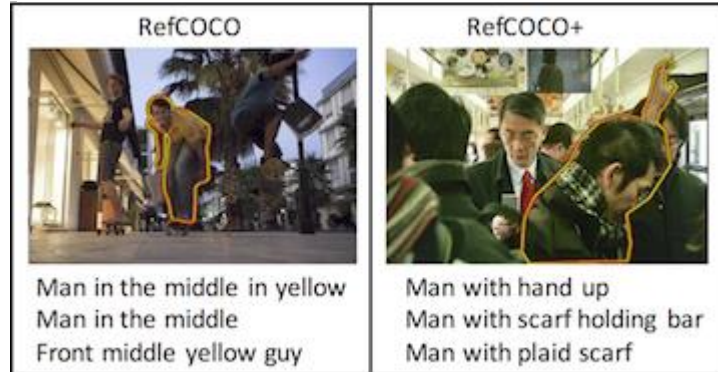 RefCOCO
Man in the middle in yellow
Man in the middle
Front middle yellow guy
RefCOCO+
Man with hand up
Man with scarf holding bar
Man with plaid scarf